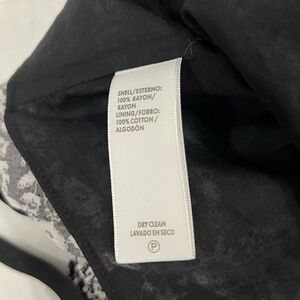 SHELL/ESTERNO:
100% RAYON/
RAYON
LINING/FORRO:
100% COTTON/
ALGODÓN
DRY CLEAN
LAVADO EN SECO
P